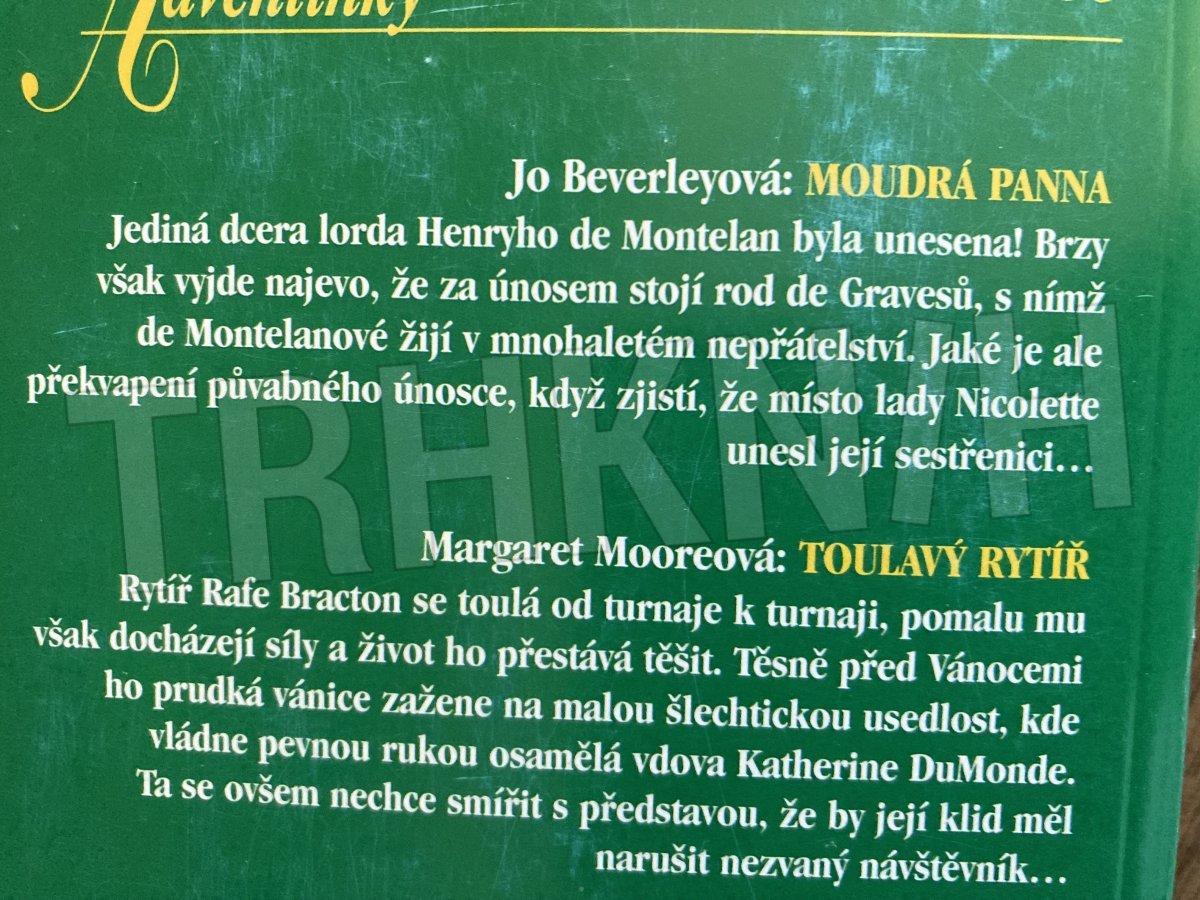 Jo Beverleyová: MOUDRÁ PANNA
Jediná dcera lorda Henryho de Montelan byla unesena! Brzy
však vyjde najevo, že za únosem stojí rod de Gravesů, s nímž
de Montelanové žijí v mnohaletém nepřátelství. Jaké je ale
překvapení půvabného únosce, když zjistí, že místo lady Nicolette
unesl její sestřenici...
TRHKNIH
Margaret Mooreová: TOULAVÝ RYTÍŘ
Rytíř Rafe Bracton se toulá od turnaje k turnaji, pomalu mu
však docházejí síly a život ho přestává těšit. Těsně před Vánocemi
ho prudká vánice zažene na malou šlechtickou usedlost, kde
vládne pevnou rukou osamělá vdova Katherine DuMonde.
Ta se ovšem nechce smířit s představou, že by její klid měl
narušit nezvaný návštěvník...